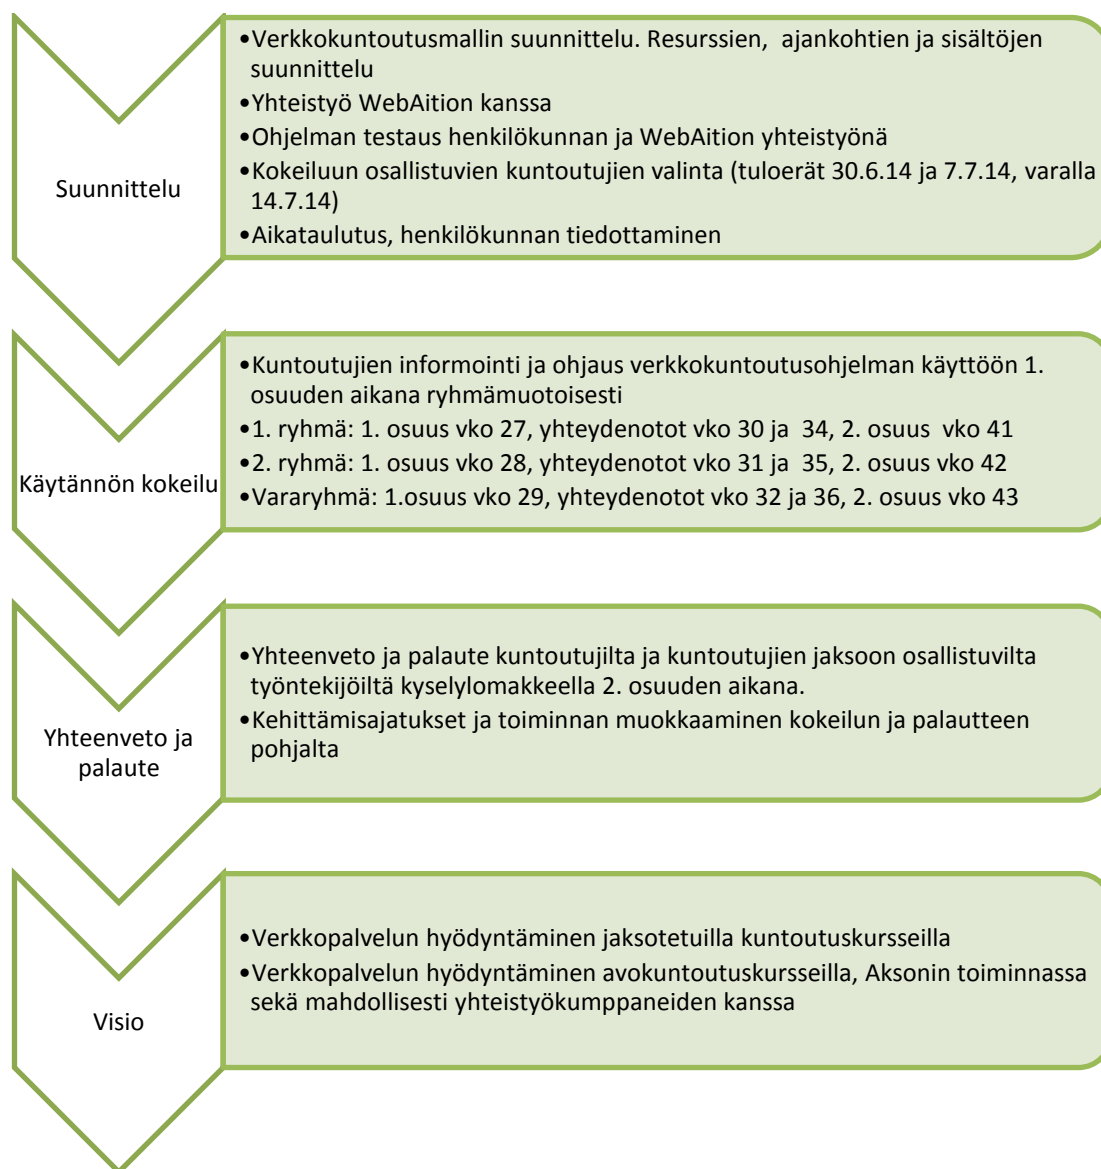 Suunnittelu
•Verkkokuntoutusmallin suunnittelu. Resurssien, ajankohtien ja sisältöjen
suunnittelu
•Yhteistyö WebAition kanssa
•Ohjelman testaus henkilökunnan ja WebAition yhteistyönä
•Kokeiluun osallistuvien kuntoutujien valinta (tuloerät 30.6.14 ja 7.7.14, varalla
14.7.14)
•Aikataulutus, henkilökunnan tiedottaminen
Käytännön kokeilu
•Kuntoutujien informointi ja ohjaus verkkokuntoutusohjelman käyttöön 1.
osuuden aikana ryhmämuotoisesti
•1. ryhmä: 1. osuus vko 27, yhteydenotot vko 30 ja 34, 2. osuus vko 41
•2. ryhmä: 1. osuus vko 28, yhteydenotot vko 31 ja 35, 2. osuus vko 42
•Vararyhmä: 1.osuus vko 29, yhteydenotot vko 32 ja 36, 2. osuus vko 43
Yhteenveto ja
palaute
•Yhteenveto ja palaute kuntoutujilta ja kuntoutujien jaksoon osallistuvilta
työntekijöiltä kyselylomakkeella 2. osuuden aikana.
•Kehittämisajatukset ja toiminnan muokkaaminen kokeilun ja palautteen
pohjalta
Visio
•Verkkopalvelun hyödyntäminen jaksotetuilla kuntoutuskursseilla
•Verkkopalvelun hyödyntäminen avokuntoutuskursseilla, Aksonin toiminnassa
sekä mahdollisesti yhteistyökumppaneiden kanssa